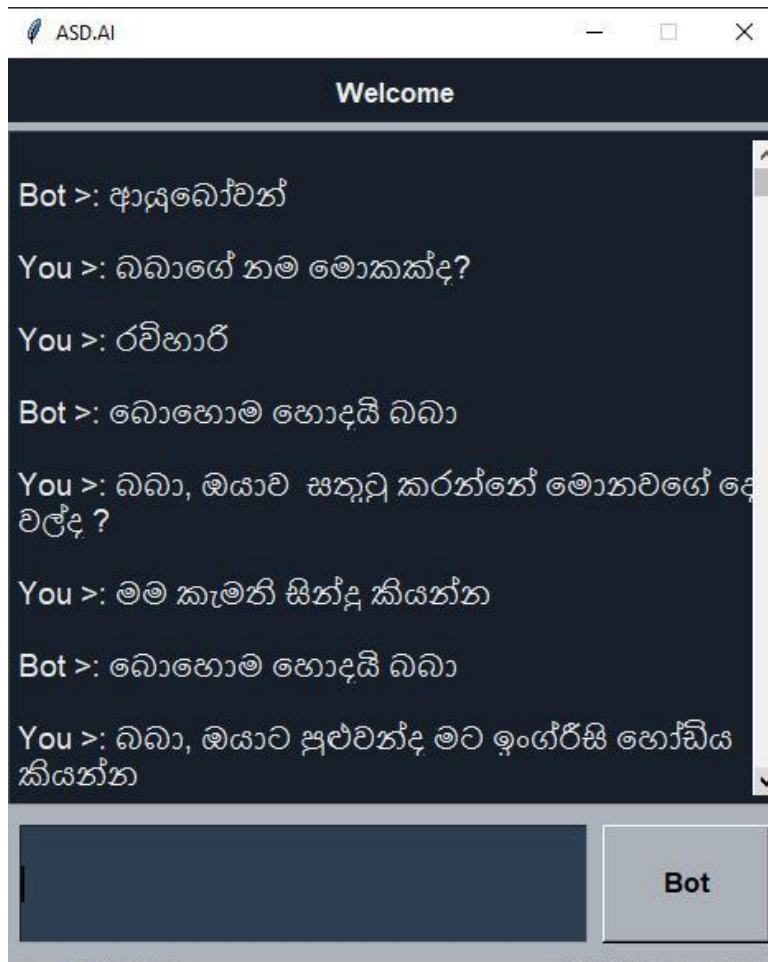 ASD.AI
Welcome
Bot >: ආයුබෝවන්
You >: බබාගේ නම මොකක්ද?
You >: රවිහාරි
Bot >: බොහොම හොදයි බබා
You >: බබා, ඔයාව සතුටු කරන්නේ මොනවගේ දේ
වල්ද ?
You >: මම කැමති සින්දු කියන්න
Bot >: බොහොම හොදයි බබා
You >: බබා, ඔයාට පුළුවන්ද මට ඉංග්රීසි හෝඩිය
කියන්න
Bot